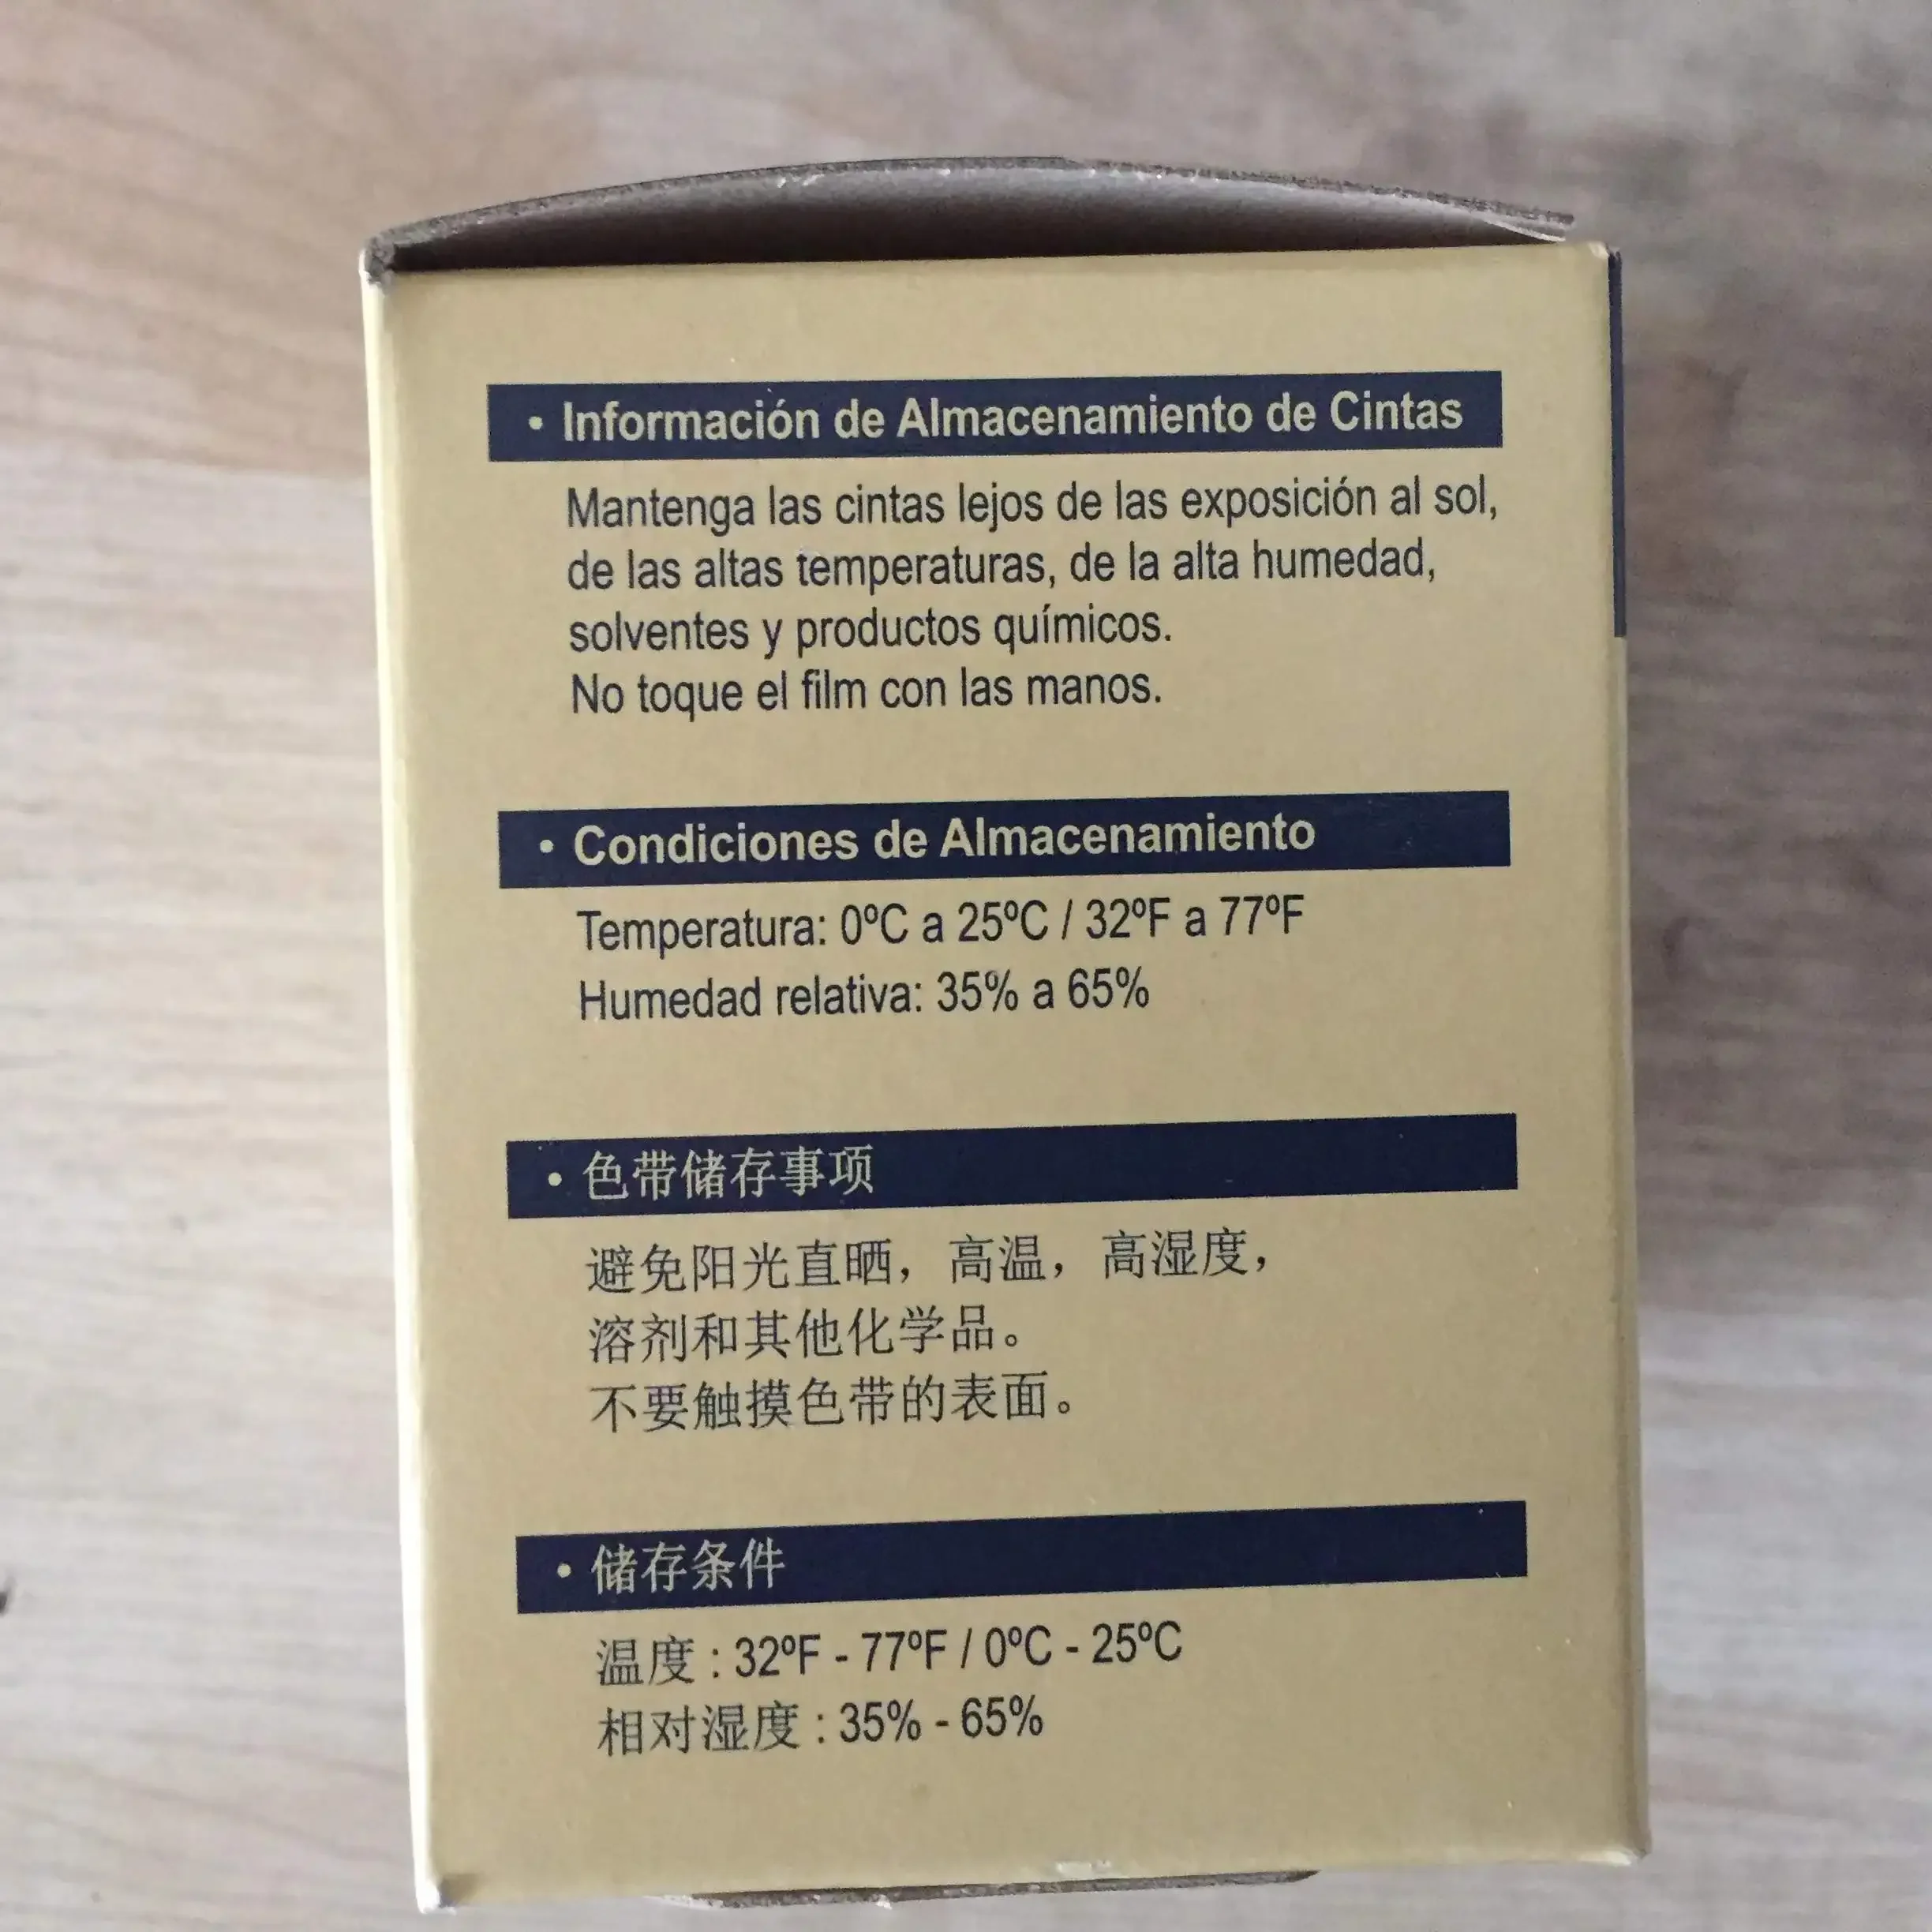 • Información de Almacenamiento de Cintas
Mantenga las cintas lejos de las exposición al sol,
de las altas temperaturas, de la alta humedad,
solventes y productos químicos.
No toque el film con las manos.
• Condiciones de Almacenamiento
Temperatura: 0ºC a 25ºC / 32ºF a 77ºF
Humedad relativa: 35% a 65%
• 色带储存事项
避免阳光直晒，高温，高湿度，
溶剂和其他化学品。
不要触摸色带的表面。
• 储存条件
温度 : 32ºF - 77ºF / 0ºC - 25ºC
相对湿度 : 35% - 65%